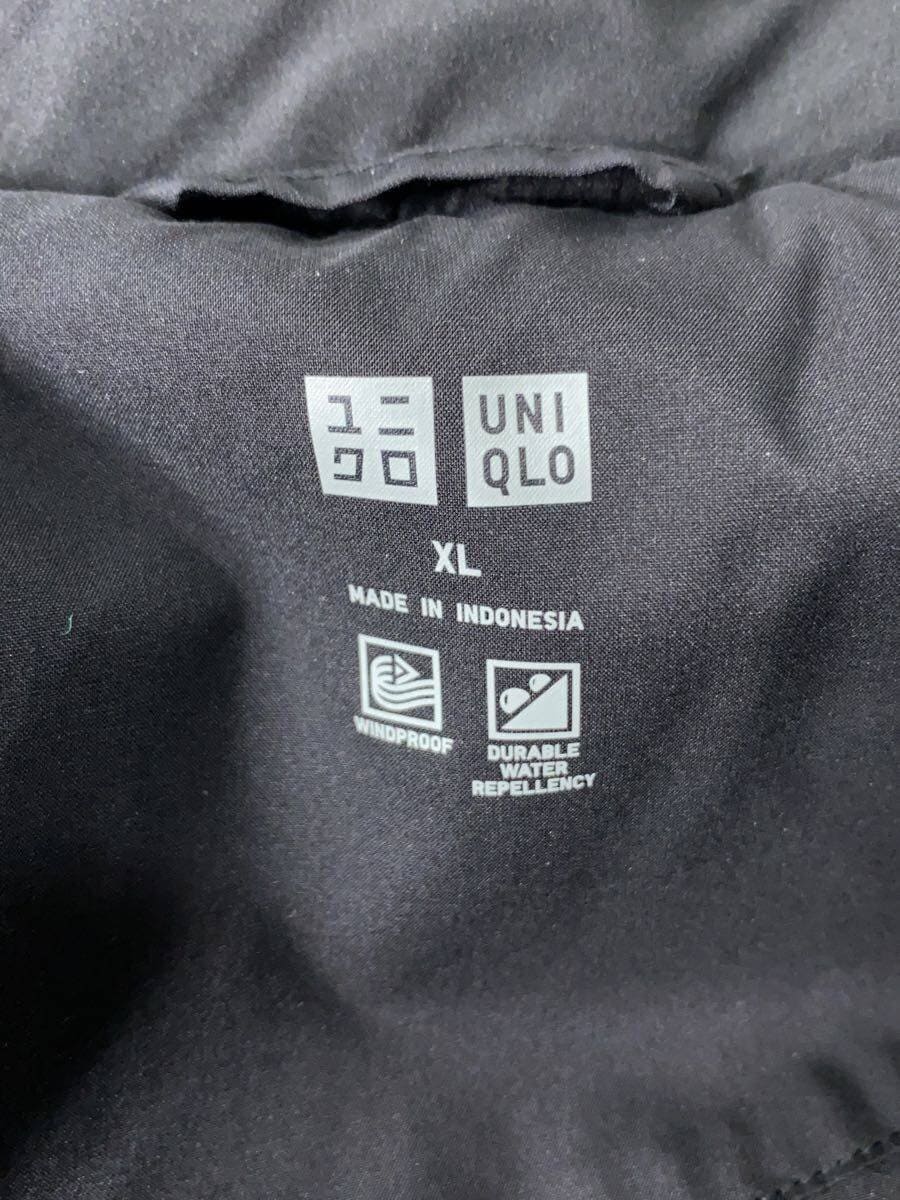 ユニ
クロ
UNI
QLO
XL
MADE IN INDONESIA
WINDPROOF
DURABLE
WATER
REPELLENCY